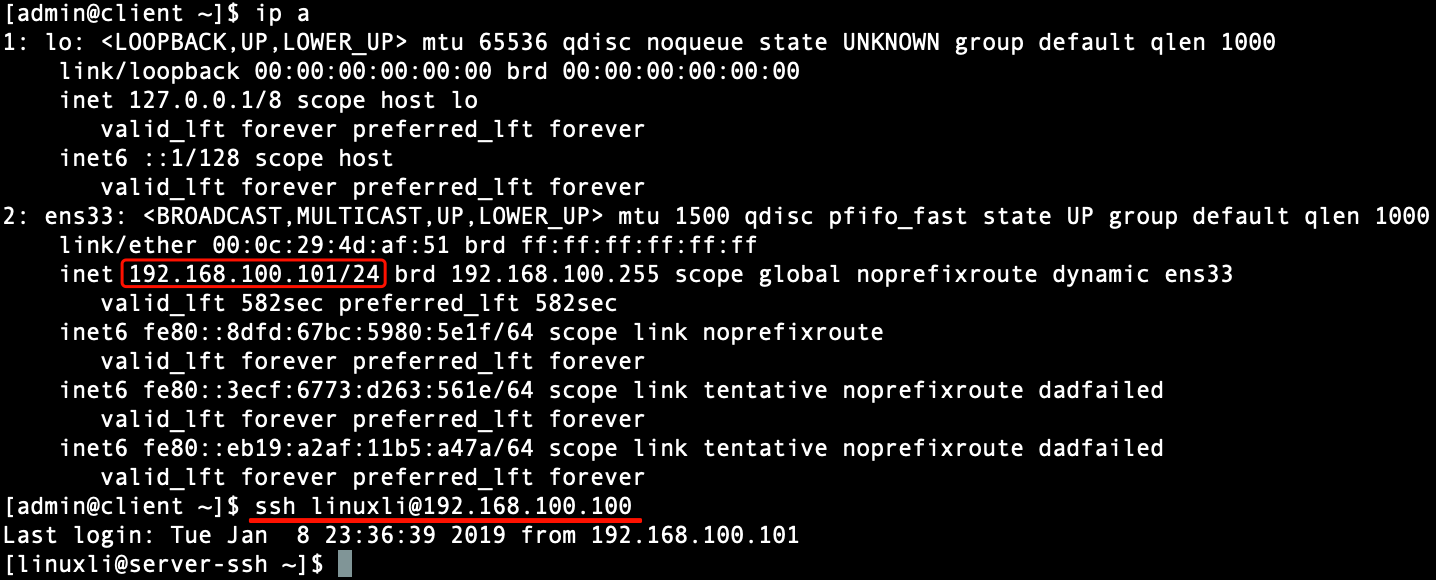 [admin@client ~]$ ip a
1: lo: <LOOPBACK,UP,LOWER_UP> mtu 65536 qdisc noqueue state UNKNOWN group default qlen 1000
    link/loopback 00:00:00:00:00:00 brd 00:00:00:00:00:00
    inet 127.0.0.1/8 scope host lo
       valid_lft forever preferred_lft forever
    inet6 ::1/128 scope host
       valid_lft forever preferred_lft forever
2: ens33: <BROADCAST,MULTICAST,UP,LOWER_UP> mtu 1500 qdisc pfifo_fast state UP group default qlen 1000
    link/ether 00:0c:29:4d:af:51 brd ff:ff:ff:ff:ff:ff
    inet 192.168.100.101/24 brd 192.168.100.255 scope global noprefixroute dynamic ens33
       valid_lft 582sec preferred_lft 582sec
    inet6 fe80::8dfd:67bc:5980:5e1f/64 scope link noprefixroute
       valid_lft forever preferred_lft forever
    inet6 fe80::3ecf:6773:d263:561e/64 scope link tentative noprefixroute dadfailed
       valid_lft forever preferred_lft forever
    inet6 fe80::eb19:a2af:11b5:a47a/64 scope link tentative noprefixroute dadfailed
       valid_lft forever preferred_lft forever
[admin@client ~]$ ssh linuxli@192.168.100.100
Last login: Tue Jan  8 23:36:39 2019 from 192.168.100.101
[linuxli@server-ssh ~]$